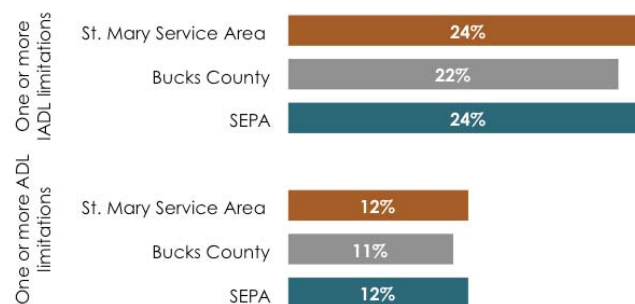 One or more
IADL limitations
St. Mary Service Area
24%
Bucks County
22%
SEPA
24%
One or more ADL
limitations
St. Mary Service Area
12%
Bucks County
11%
SEPA
12%